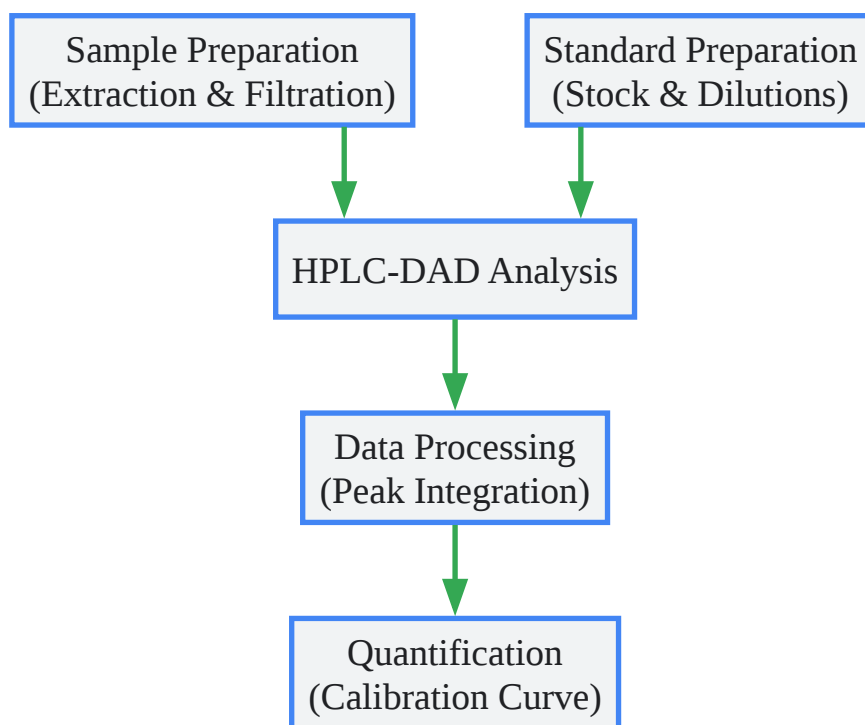 Sample Preparation
(Extraction & Filtration)
Standard Preparation
(Stock & Dilutions)
HPLC-DAD Analysis
Data Processing
(Peak Integration)
Quantification
(Calibration Curve)